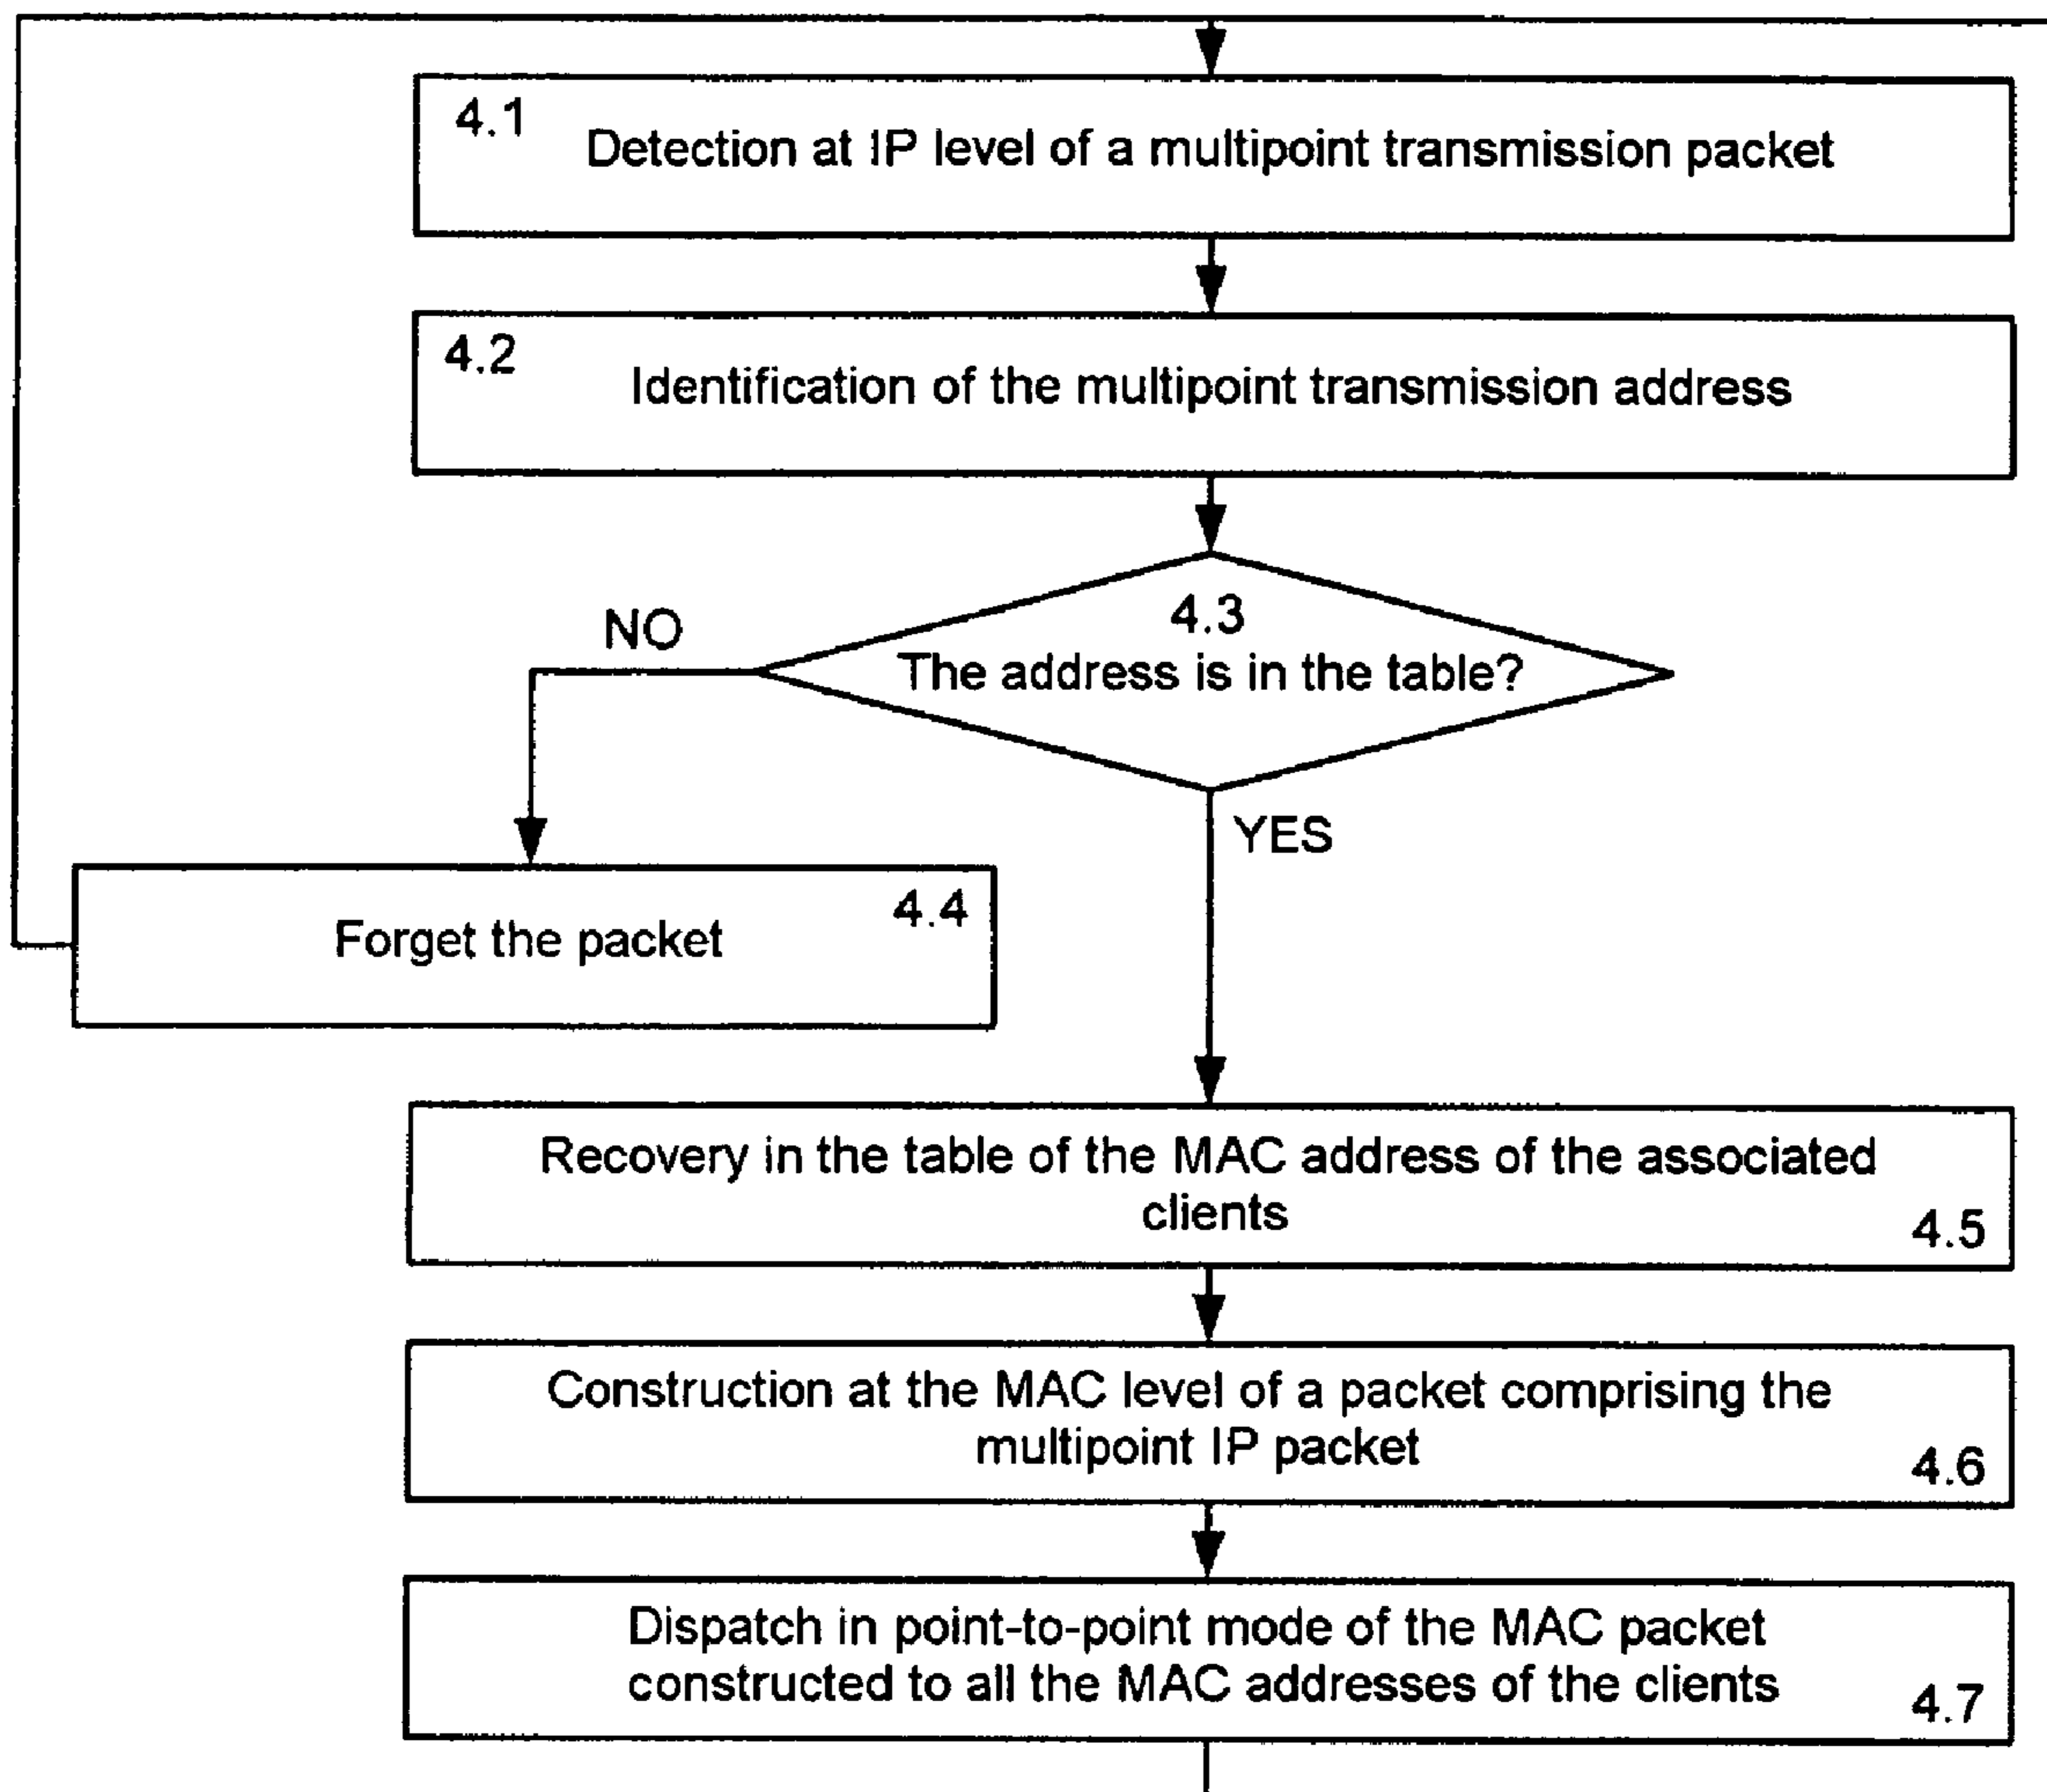 4.1
Detection at IP level of a multipoint transmission packet
4.2
Identification of the multipoint transmission address
4.3
The address is in the table?
NO
YES
4.4
Forget the packet
Recovery in the table of the MAC address of the associated
clients
4.5
Construction at the MAC level of a packet comprising the
multipoint IP packet
4.6
Dispatch in point-to-point mode of the MAC packet
constructed to all the MAC addresses of the clients
4.7